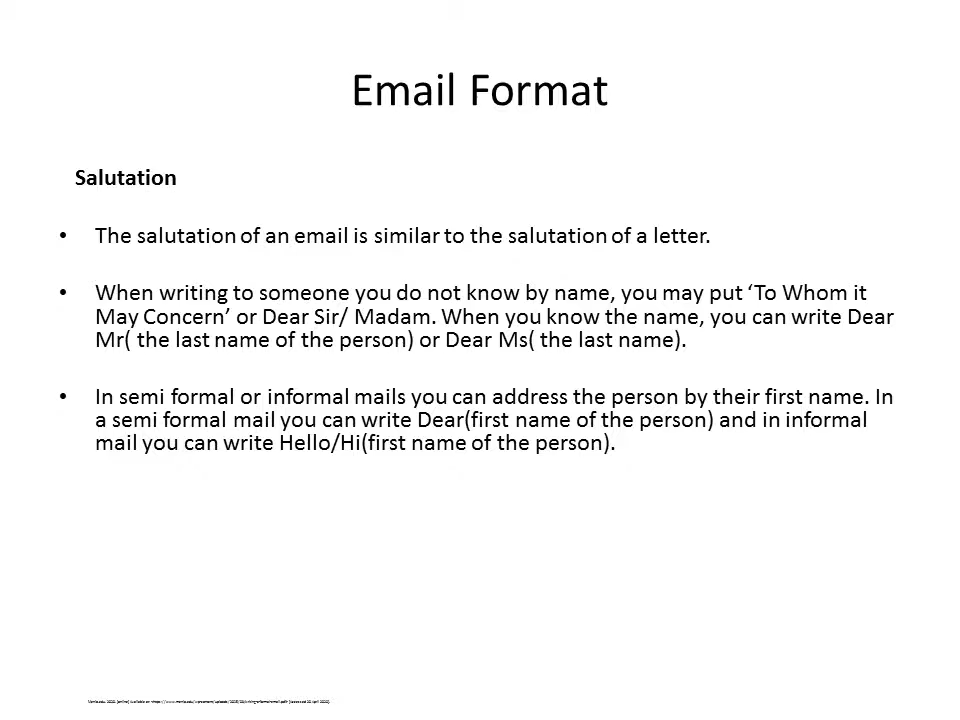 Email Format
Salutation
• The salutation of an email is similar to the salutation of a letter.
• When writing to someone you do not know by name, you may put ‘To Whom it
May Concern’ or Dear Sir/ Madam. When you know the name, you can write Dear
Mr( the last name of the person) or Dear Ms( the last name).
• In semi formal or informal mails you can address the person by their first name. In
a semi formal mail you can write Dear(first name of the person) and in informal
mail you can write Hello/Hi(first name of the person).